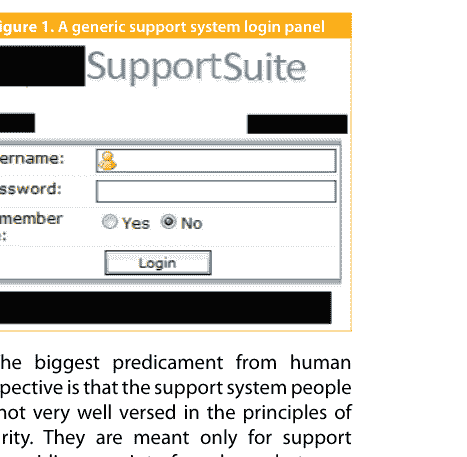 igure 1. A generic support system login panel
SupportSuite
ername:
ssword:
member
Yes No
:
Login
he biggest predicament from human
pective is that the support system people
not very well versed in the principles of
rity. They are meant only for support